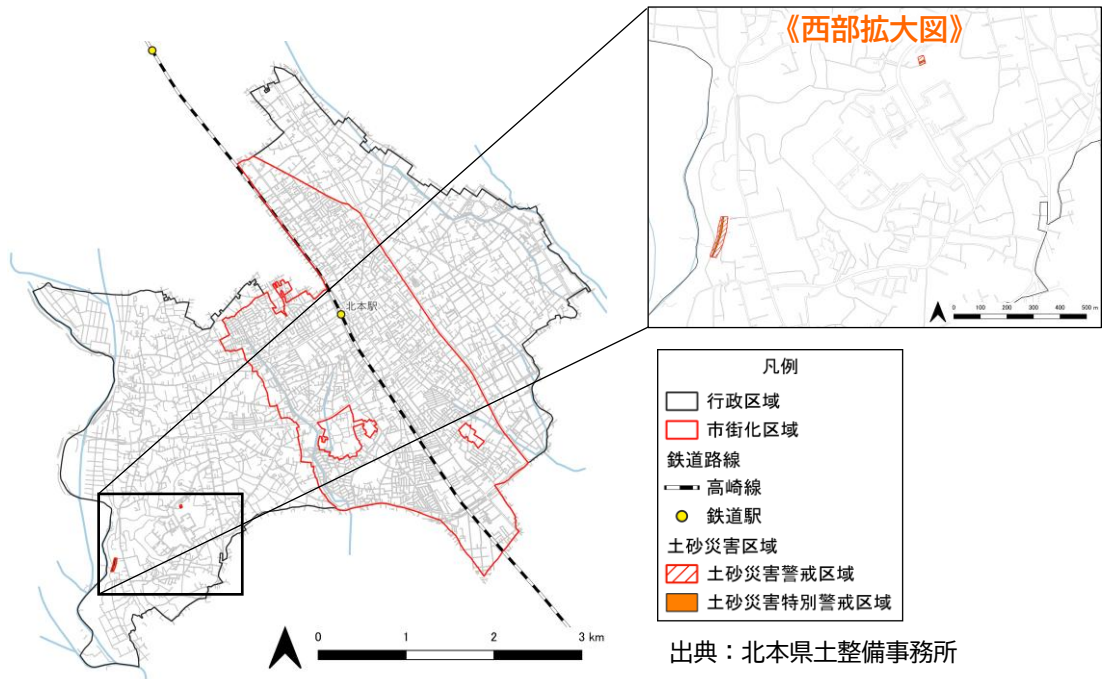 《西部拡大図》
0 100 200 300 400 500 m
北本駅
凡例
行政区域
市街化区域
鉄道路線
高崎線
鉄道駅
土砂災害区域
土砂災害警戒区域
土砂災害特別警戒区域
0 1 2 3 km
出典：北本県土整備事務所